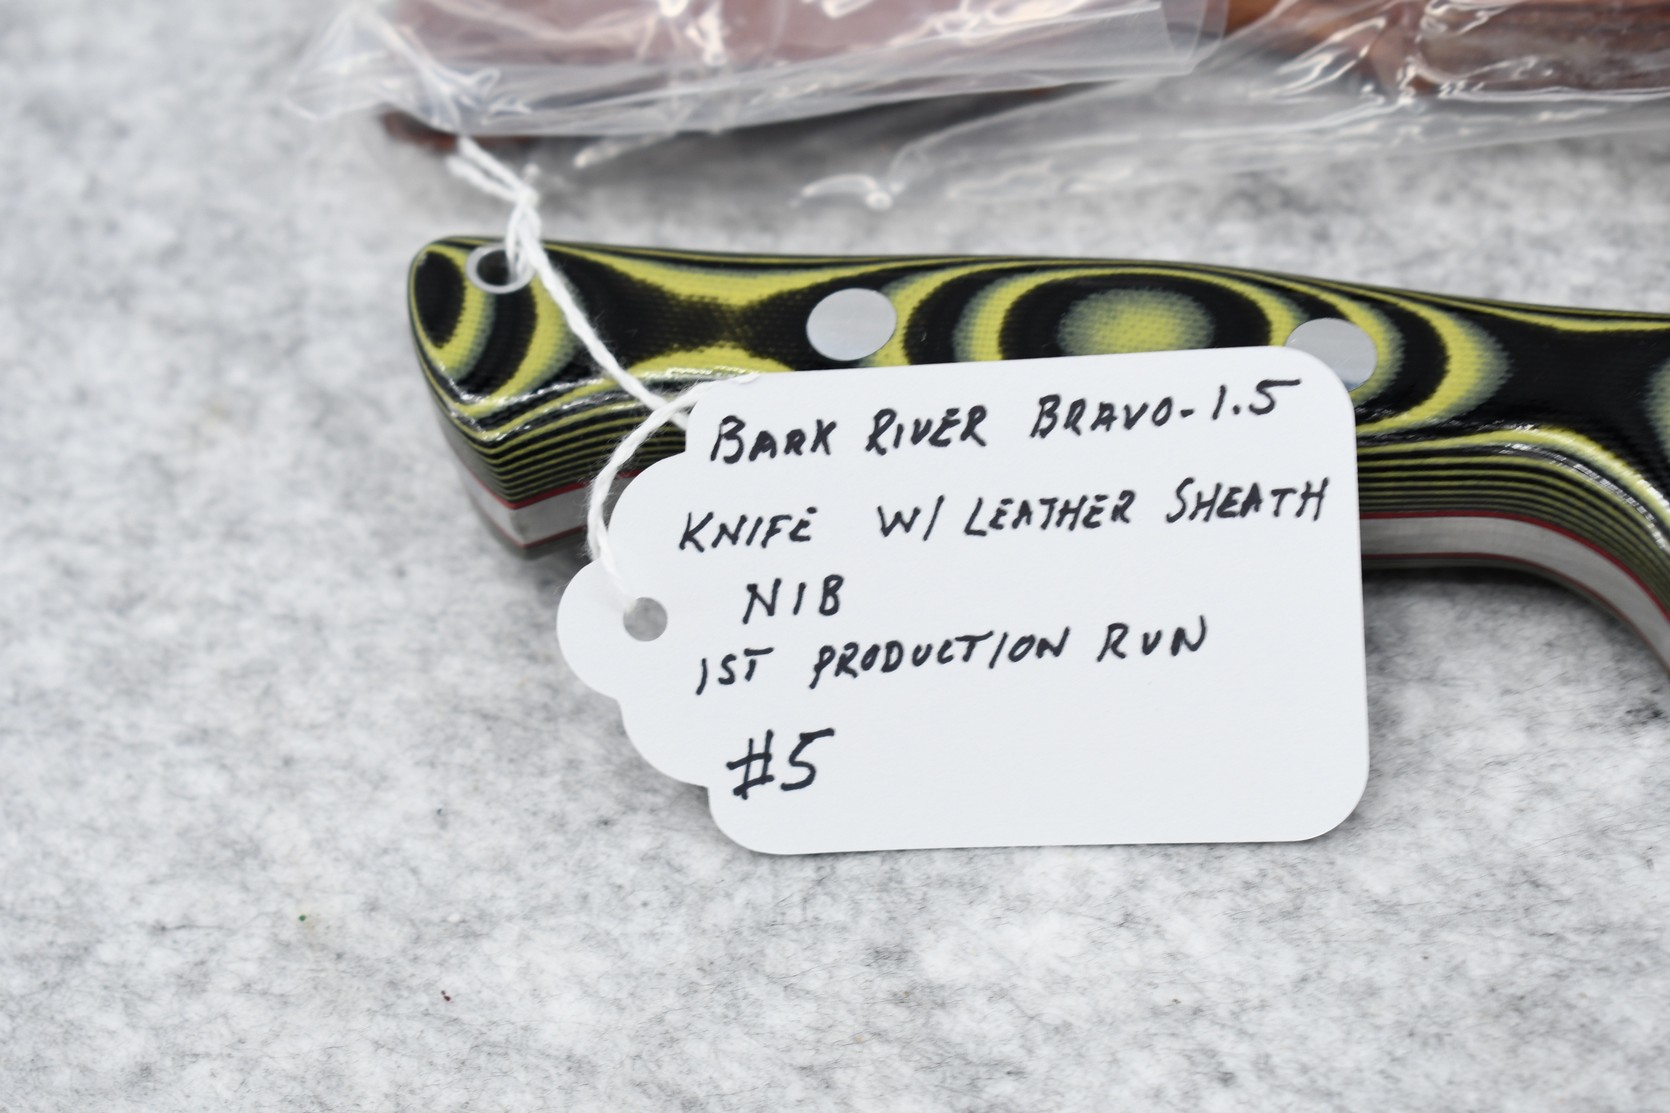 BARK RIVER BRAVO-1.5
KNIFE W/ LEATHER SHEATH
NIB
1ST PRODUCTION RUN
#5